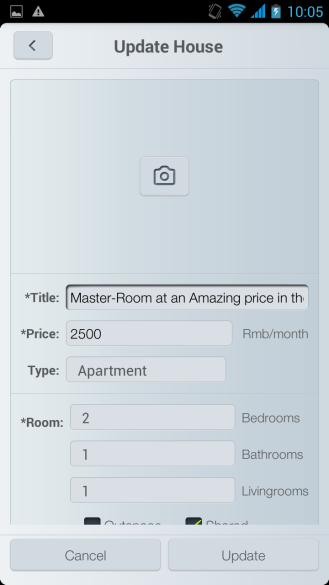 10:05
Update House
*Title: Master-Room at an Amazing price in th
*Price: 2500 Rmb/month
Type: Apartment
*Room: 2 Bedrooms
1 Bathrooms
1 Livingrooms
Shared
Cancel Update